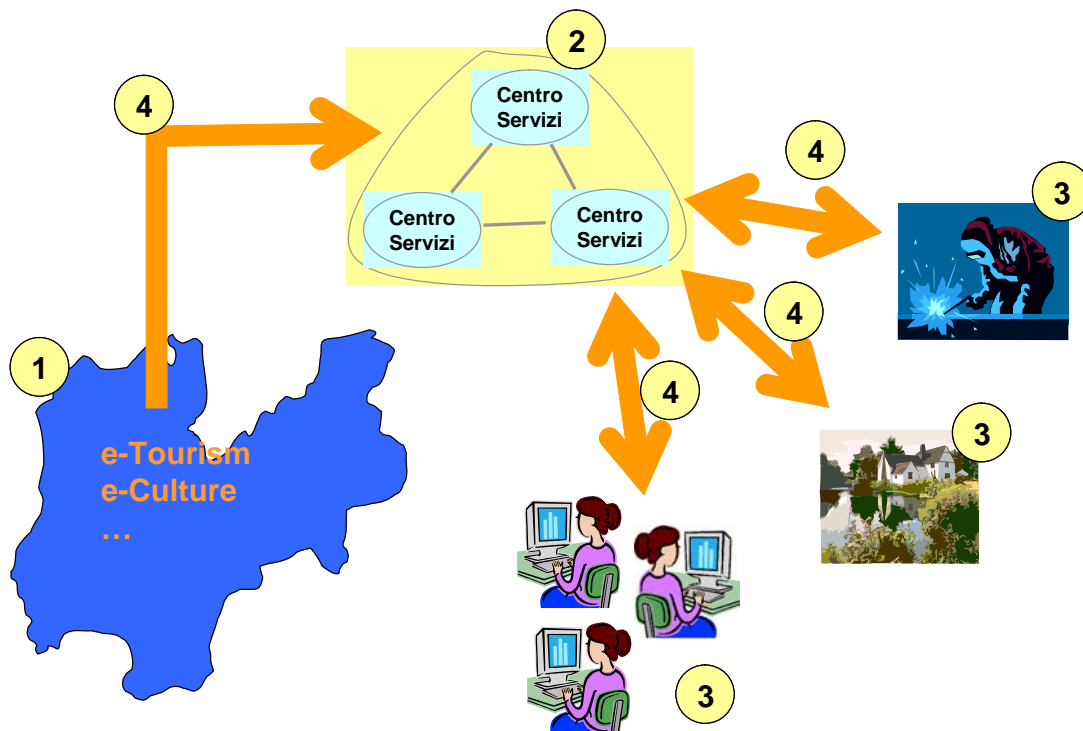 2
Centro
Servizi
4
4
3
Centro
Servizi
Centro
Servizi
4
1
4
3
e-Tourism
e-Culture
...
3